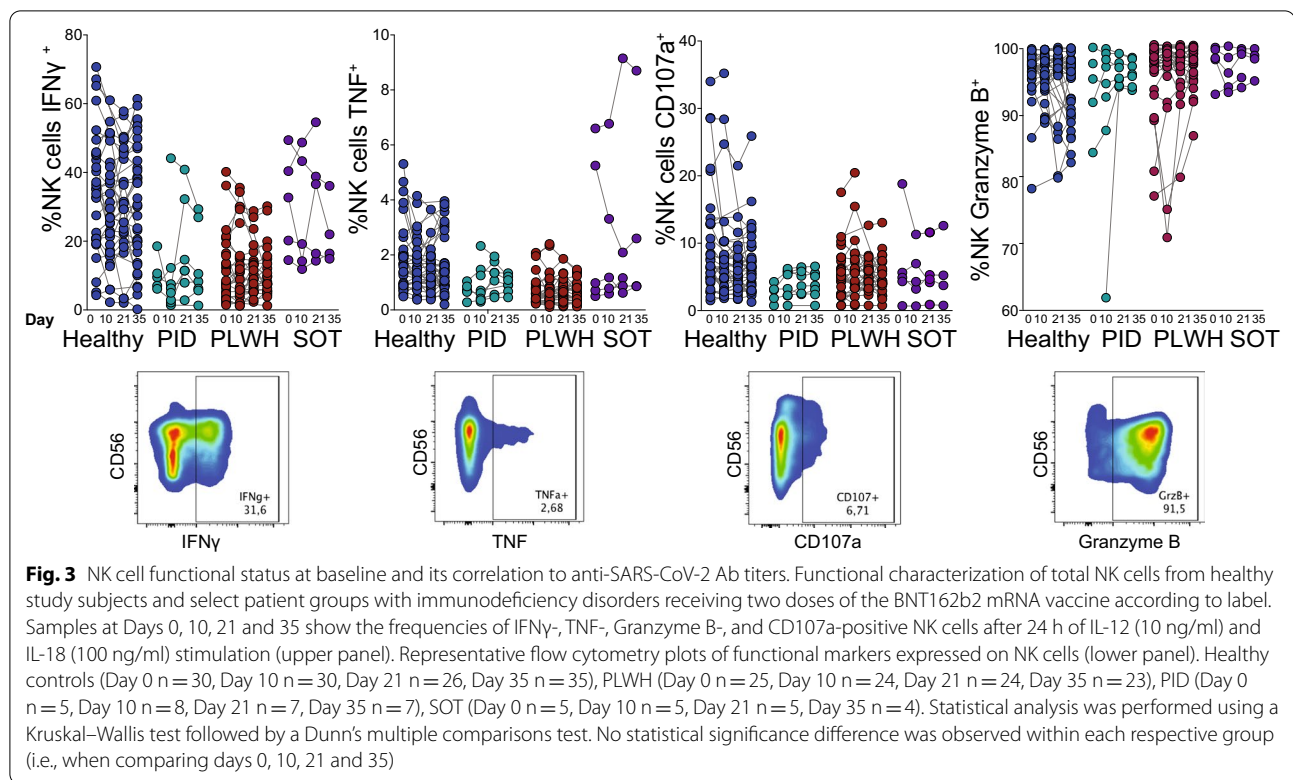 %NK cells IFNγ +
80
60
40
20
0
Day 0 10 21 35 0 10 21 35 0 10 21 35 0 10 21 35
Healthy PID PLWH SOT
%NK cells TNF+
10
8
6
4
2
0
0 10 21 35 0 10 21 35 0 10 21 35 0 10 21 35
Healthy PID PLWH SOT
%NK cells CD107a+
40
30
20
10
0
0 10 21 35 0 10 21 35 0 10 21 35 0 10 21 35
Healthy PID PLWH SOT
%NK Granzyme B+
100
90
80
70
60
0 10 21 35 0 10 21 35 0 10 21 35 0 10 21 35
Healthy PID PLWH SOT
CD56
IFNg+
31,6
IFNγ
CD56
TNFa+
2,68
TNF
CD56
CD107+
6,71
CD107a
CD56
GrzB+
91,5
Granzyme B
Fig. 3 NK cell functional status at baseline and its correlation to anti-SARS-CoV-2 Ab titers. Functional characterization of total NK cells from healthy
study subjects and select patient groups with immunodeficiency disorders receiving two doses of the BNT162b2 mRNA vaccine according to label.
Samples at Days 0, 10, 21 and 35 show the frequencies of IFNγ-, TNF-, Granzyme B-, and CD107a-positive NK cells after 24 h of IL-12 (10 ng/ml) and
IL-18 (100 ng/ml) stimulation (upper panel). Representative flow cytometry plots of functional markers expressed on NK cells (lower panel). Healthy
controls (Day 0 n = 30, Day 10 n = 30, Day 21 n = 26, Day 35 n = 35), PLWH (Day 0 n = 25, Day 10 n = 24, Day 21 n = 24, Day 35 n = 23), PID (Day 0
n = 5, Day 10 n = 8, Day 21 n = 7, Day 35 n = 7), SOT (Day 0 n = 5, Day 10 n = 5, Day 21 n = 5, Day 35 n = 4). Statistical analysis was performed using a
Kruskal–Wallis test followed by a Dunn's multiple comparisons test. No statistical significance difference was observed within each respective group
(i.e., when comparing days 0, 10, 21 and 35)